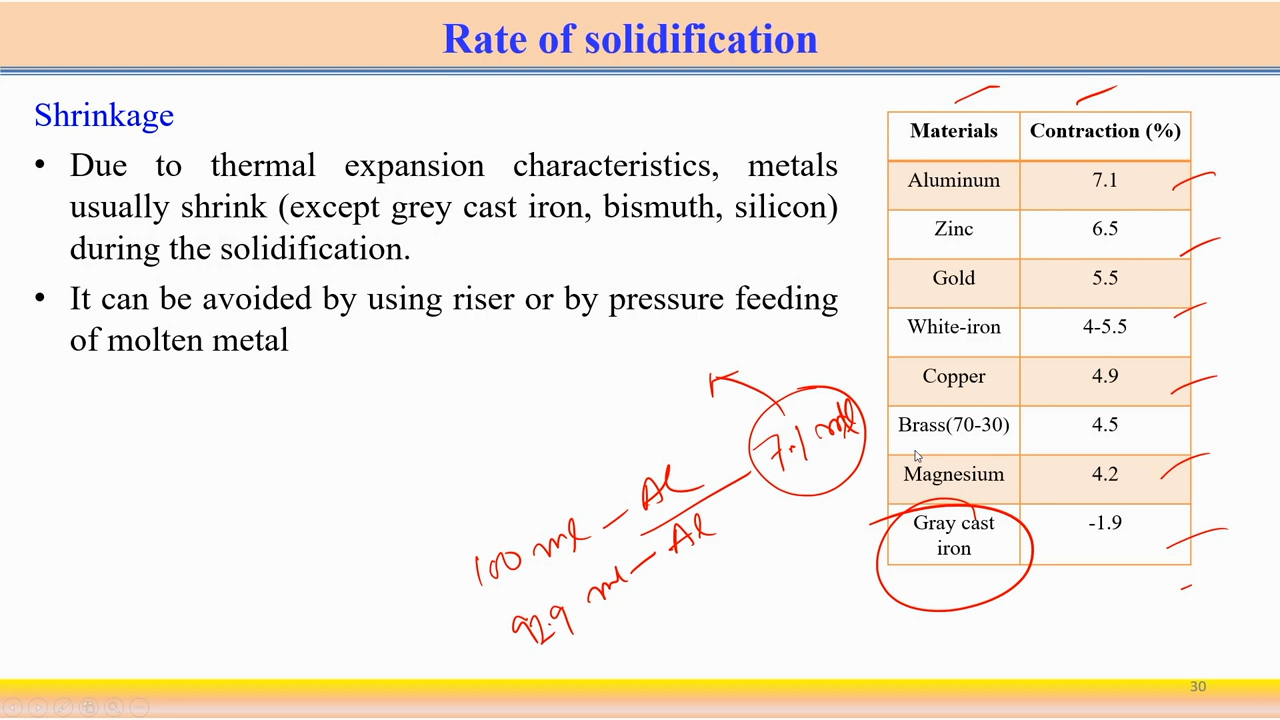 Rate of solidification
Shrinkage
• Due to thermal expansion characteristics, metals
usually shrink (except grey cast iron, bismuth, silicon)
during the solidification.
• It can be avoided by using riser or by pressure feeding
of molten metal
Materials Contraction (%)
Aluminum 7.1
Zinc 6.5
Gold 5.5
White-iron 4-5.5
Copper 4.9
Brass(70-30) 4.5
Magnesium 4.2
Gray cast -1.9
iron
7.1 ml
100 ml - Al
92.9 ml - Al
30